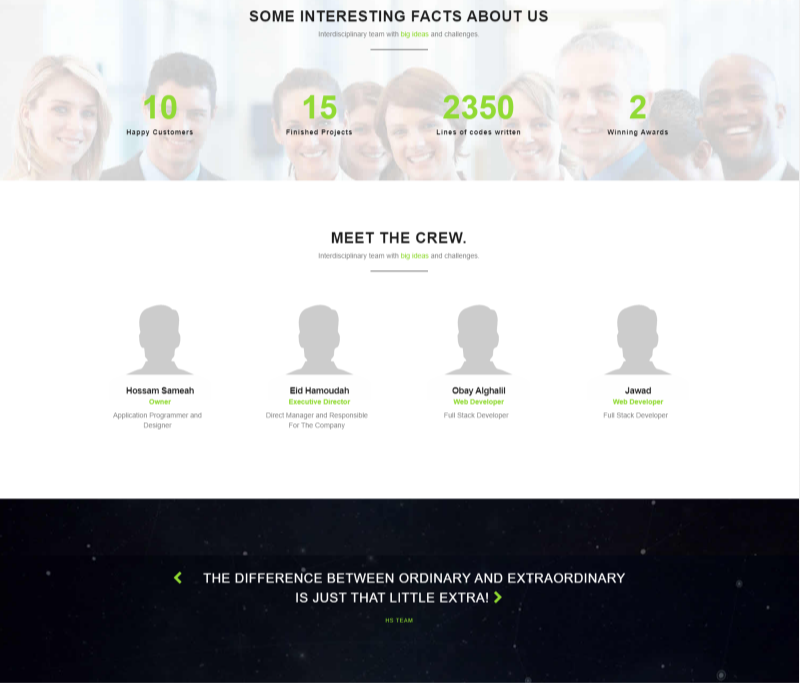 SOME INTERESTING FACTS ABOUT US
Interdisciplinary team with big ideas and challenges.
10
Happy Customers
15
Finished Projects
2350
Lines of codes written
2
Winning Awards
MEET THE CREW.
Interdisciplinary team with big ideas and challenges.
Hossam Sameah
Owner
Application Programmer and
Designer
Eid Hamoudah
Executive Director
Direct Manager and Responsible
For The Company
Obay Alghalil
Web Developer
Full Stack Developer
Jawad
Web Developer
Full Stack Developer
THE DIFFERENCE BETWEEN ORDINARY AND EXTRAORDINARY
IS JUST THAT LITTLE EXTRA!
HS TEAM